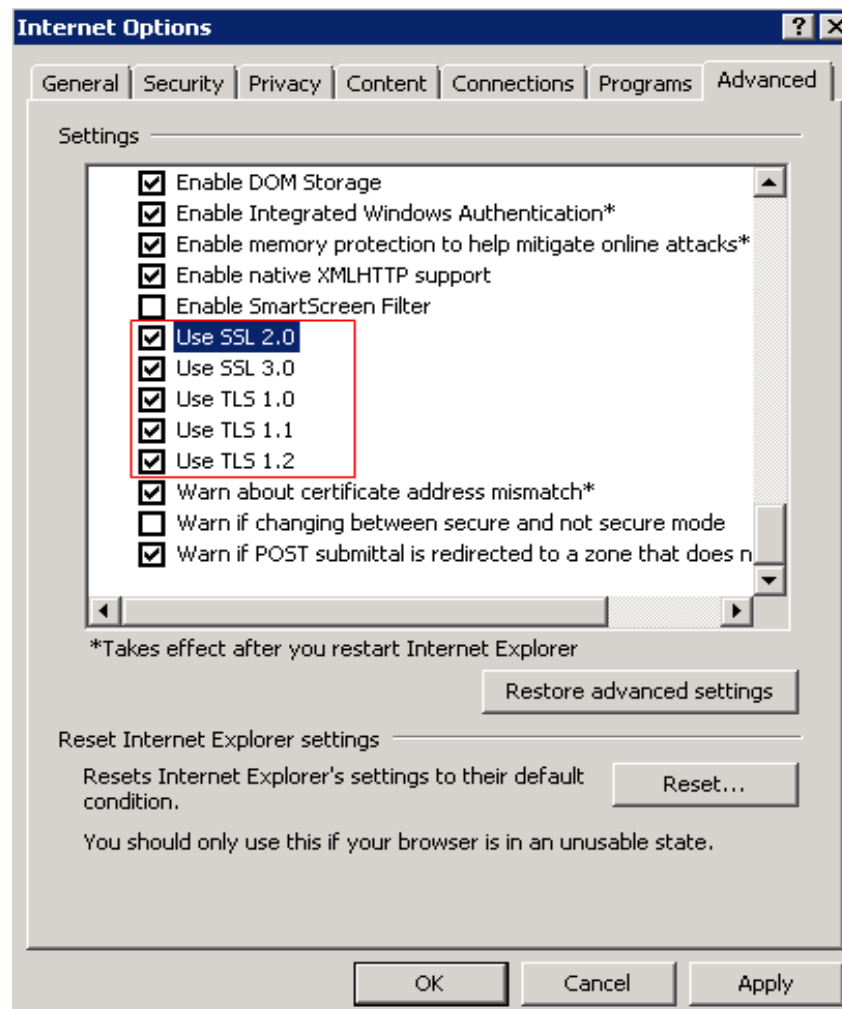 Internet Options
General Security Privacy Content Connections Programs Advanced
Settings
Enable DOM Storage
Enable Integrated Windows Authentication*
Enable memory protection to help mitigate online attacks*
Enable native XMLHTTP support
Enable SmartScreen Filter
Use SSL 2.0
Use SSL 3.0
Use TLS 1.0
Use TLS 1.1
Use TLS 1.2
Warn about certificate address mismatch*
Warn if changing between secure and not secure mode
Warn if POST submittal is redirected to a zone that does n
*Takes effect after you restart Internet Explorer
Restore advanced settings
Reset Internet Explorer settings
Resets Internet Explorer's settings to their default
condition.
Reset...
You should only use this if your browser is in an unusable state.
OK Cancel Apply